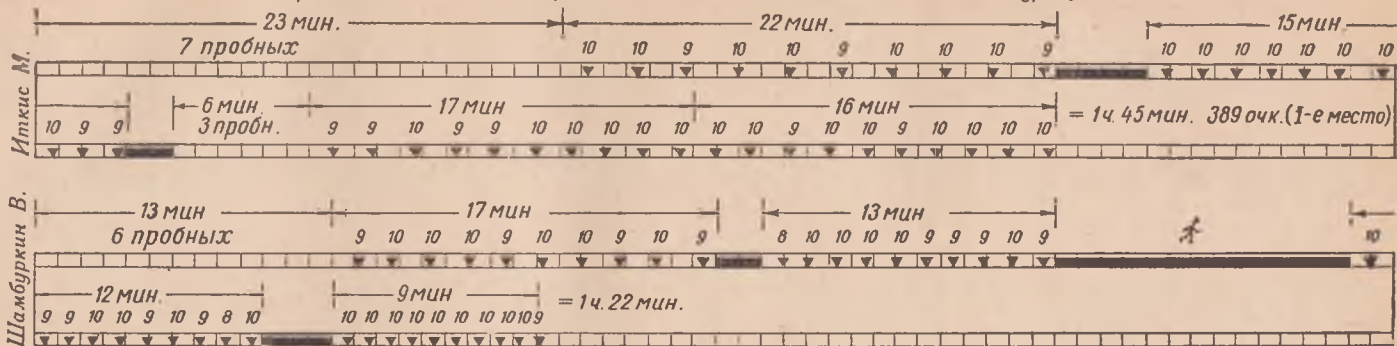 Иткис М.
23 мин. 22 мин. 15 мин.
7 пробных 10 10 9 10 10 9 10 10 10 9 10 10 10 10 10 10 10
6 мин. 17 мин 16 мин
10 9 9 3 пробн. 9 9 10 9 9 10 10 10 10 10 10 10 9 10 10 9 10 10 10 10
= 1ч. 45 мин. 389 очк. (1-е место)
Шамбуркин В.
13 мин 17 мин 13 мин
6 пробных 9 10 10 10 9 10 10 9 10 9 8 10 10 10 10 9 9 9 10 9 10
12 мин. 9 мин = 1ч. 22 мин.
9 9 10 10 9 10 9 8 10 10 10 10 10 10 10 10 10 9